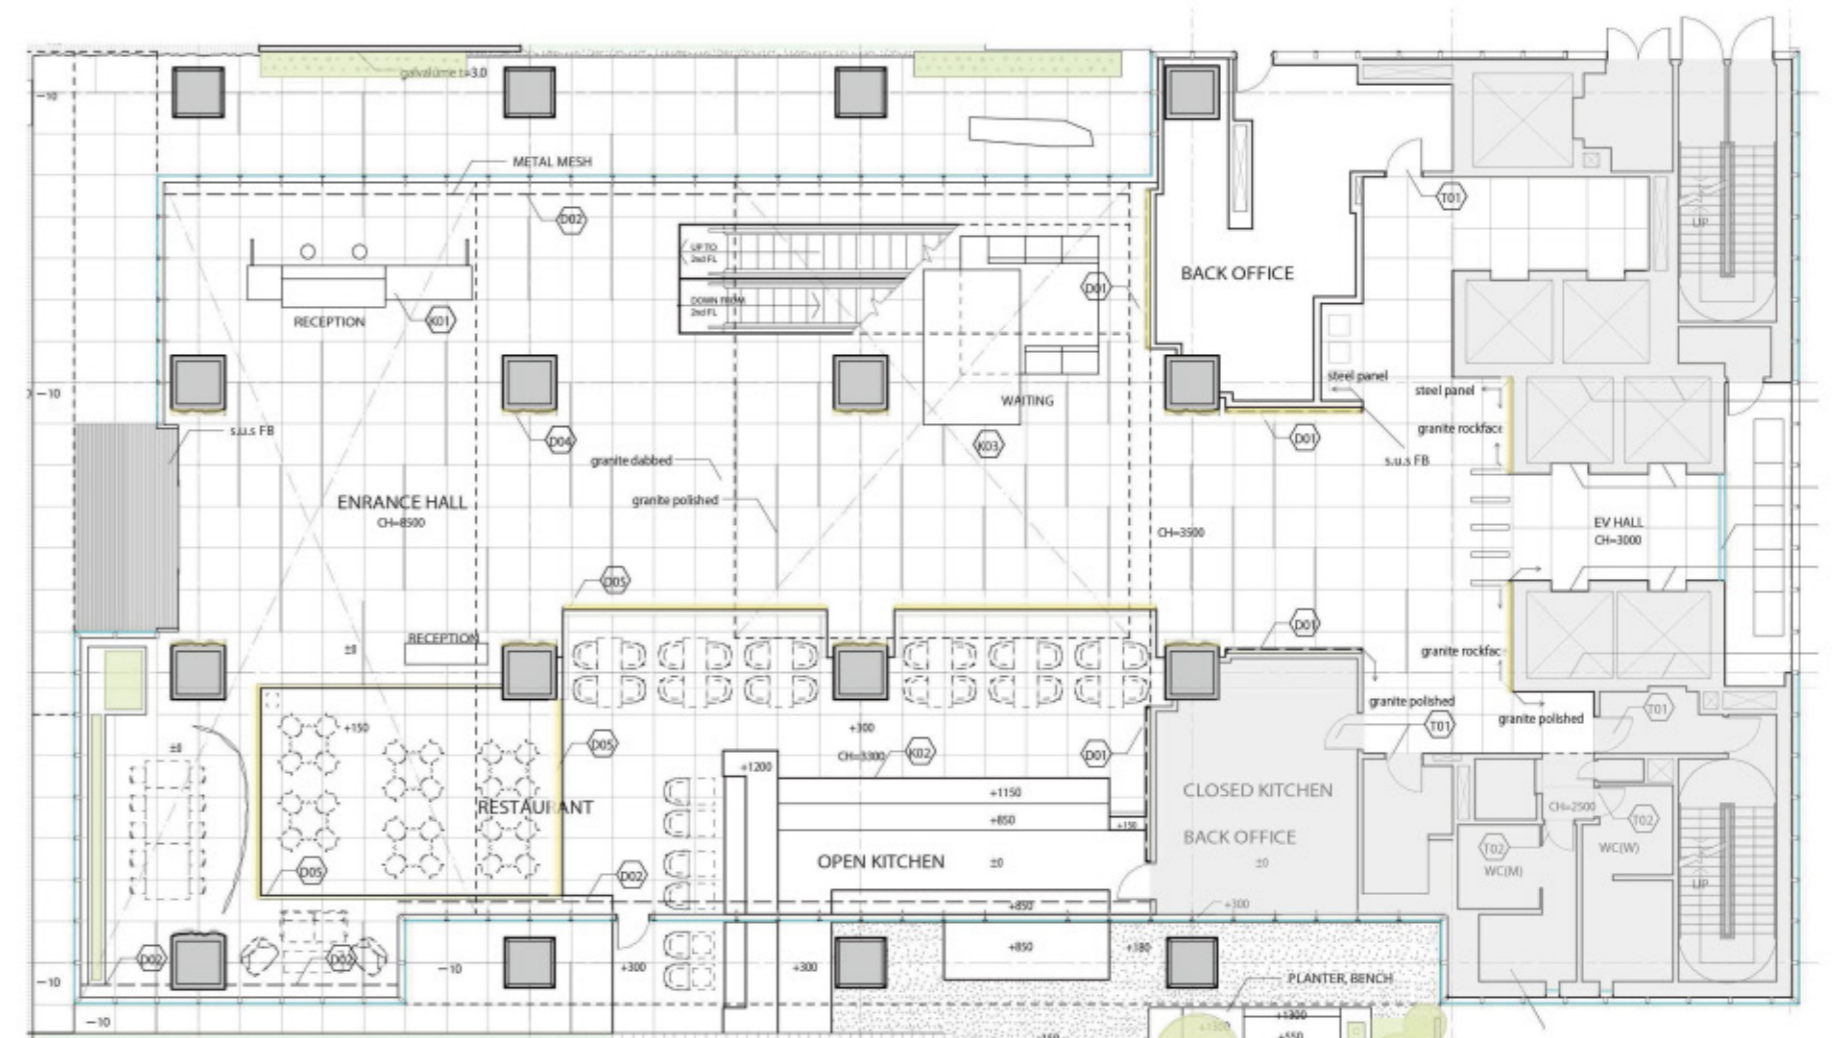 galvalume t=3.0
−10
METAL MESH
T01
D02
UP
UP TO
2nd FL
BACK OFFICE
D01
DOWN FROM
2nd FL
RECEPTION
K01
steel panel
steel panel
−10
WAITING
granite rockface
s.u.s FB
D04
K03
D01
granite dabbed
s.u.s FB
granite polished
ENRANCE HALL
CH=8500
CH=3500
EV HALL
CH=3000
D05
D01
RECEPTION
±0
granite rockfac
granite polished
T01
granite polished
+150
+300
T01
±0
D05
CH=3300
K02
D01
+1200
+1150
CLOSED KITCHEN
RESTAURANT
+850
+150
CH=2500
T02
BACK OFFICE
T02
WC(W)
OPEN KITCHEN
±0
±0
WC(M)
D05
D02
UP
+850
+300
D02
D02
−10
+300
+300
+850
+180
−10
PLANTER, BENCH
−10
+1300
+1300